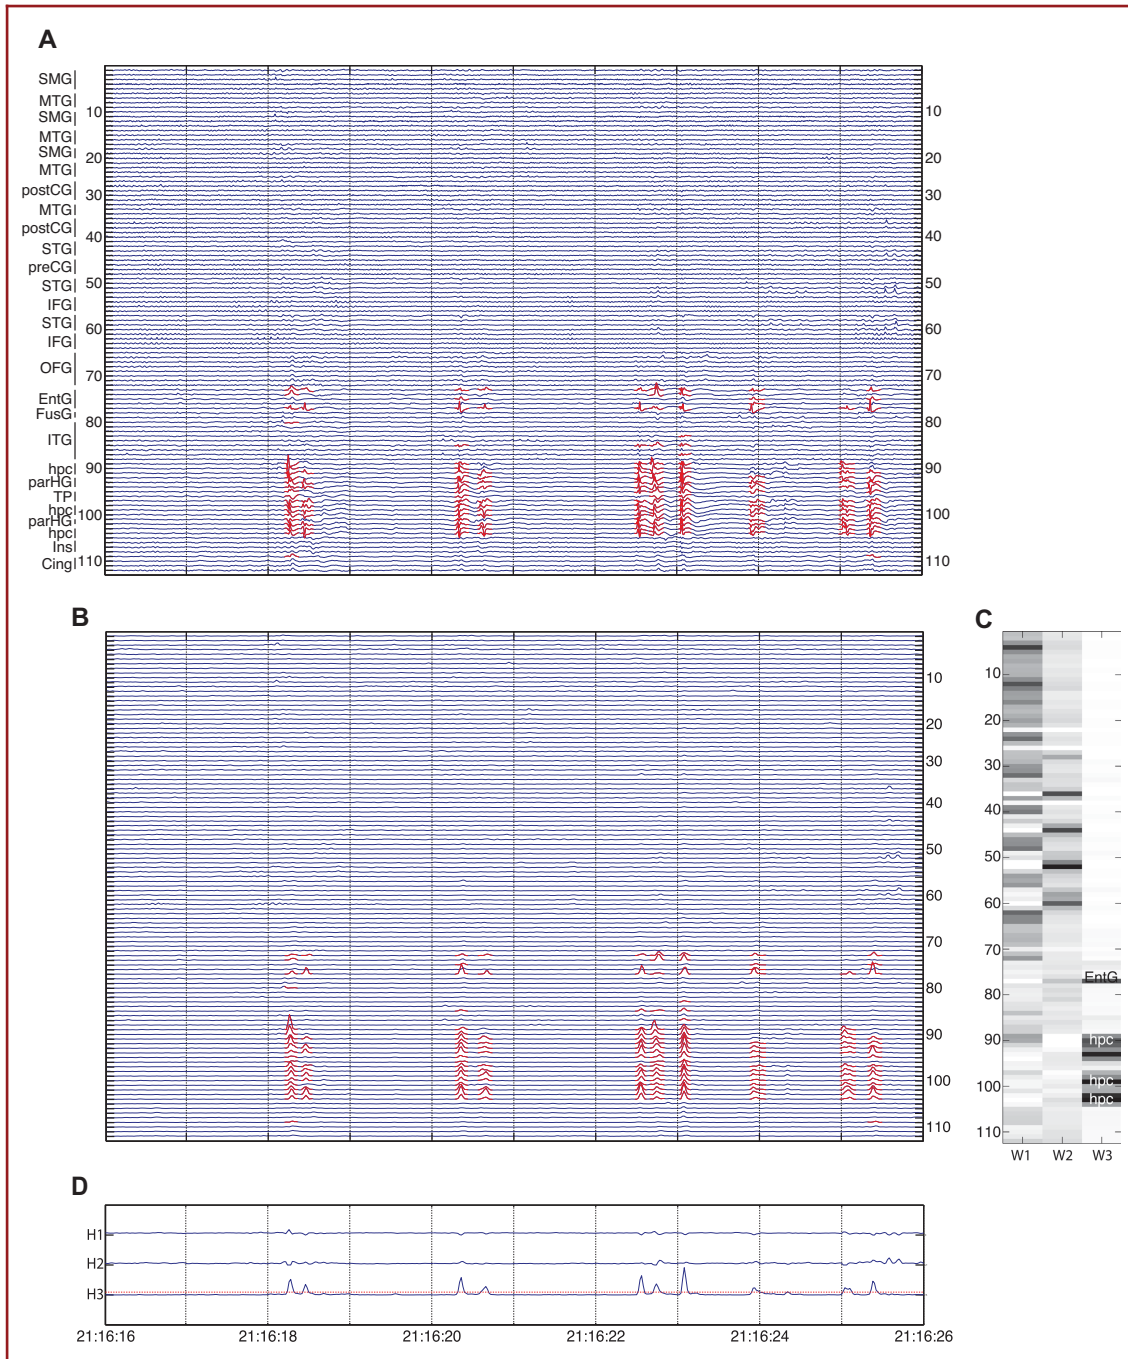 A
SMG
MTG
10 10
SMG
MTG
SMG
20 20
MTG
postCG
30 30
MTG
postCG
40 40
STG
preCG
50 50
STG
IFG
STG
60 60
IFG
OFG
70 70
EntG
FusG
80 80
ITG
hpc 90 90
parHG
TP
hpc
100 100
parHG
hpc
Ins
Cing 110 110
B
10
20
30
40
50
60
70
80
90
100
110
C
10
20
30
40
50
60
70
EntG
80
90 hpc
100 hpc
hpc
110
W1 W2 W3
D
H1
H2
H3
21:16:16 21:16:18 21:16:20 21:16:22 21:16:24 21:16:26